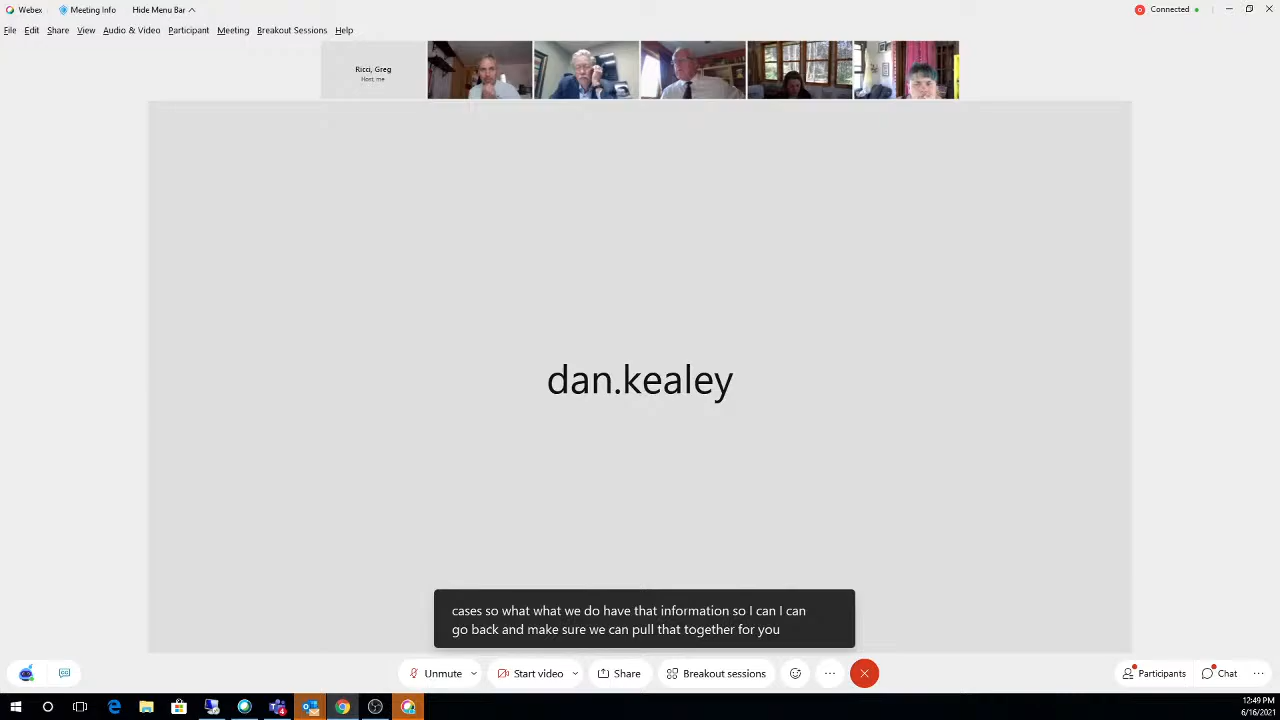 Webex
Meeting Info
Hide Menu Bar
Connected
File Edit Share View Audio & Video Participant Meeting Breakout Sessions Help
Ricci, Greg
Host, me
dan.kealey
cases so what what we do have that information so I can I can
go back and make sure we can pull that together for you
Unmute
Start video
Share
Breakout sessions
Participants
Chat
4
12:49 PM
6/16/2021